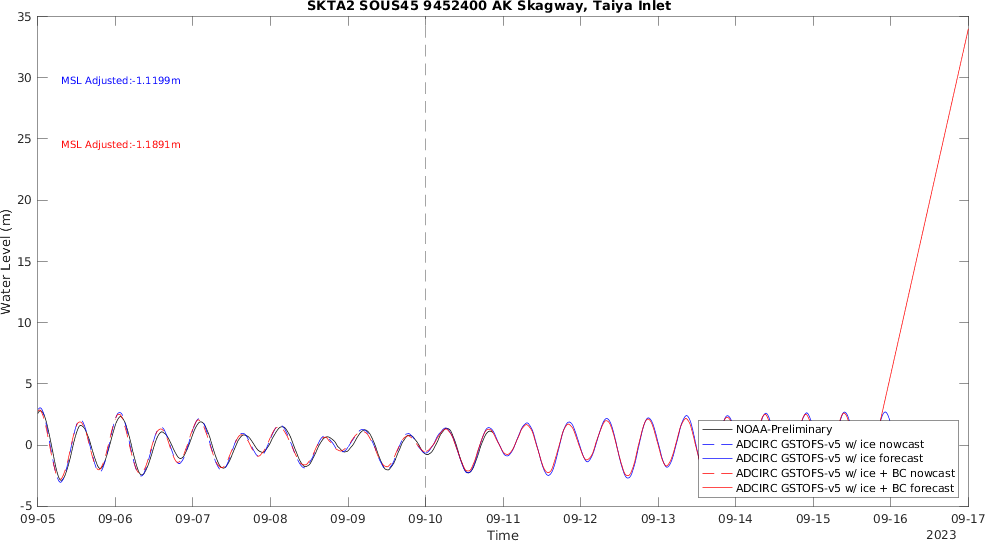 SKTA2 SOUS45 9452400 AK Skagway, Taiya Inlet
35
30
25
20
15
10
5
0
-5
Water Level (m)
MSL Adjusted:-1.1199m
MSL Adjusted:-1.1891m
NOAA-Preliminary
ADCIRC GSTOFS-v5 w/ ice nowcast
ADCIRC GSTOFS-v5 w/ ice forecast
ADCIRC GSTOFS-v5 w/ ice + BC nowcast
ADCIRC GSTOFS-v5 w/ ice + BC forecast
09-05 09-06 09-07 09-08 09-09 09-10 09-11 09-12 09-13 09-14 09-15 09-16 09-17
Time
2023